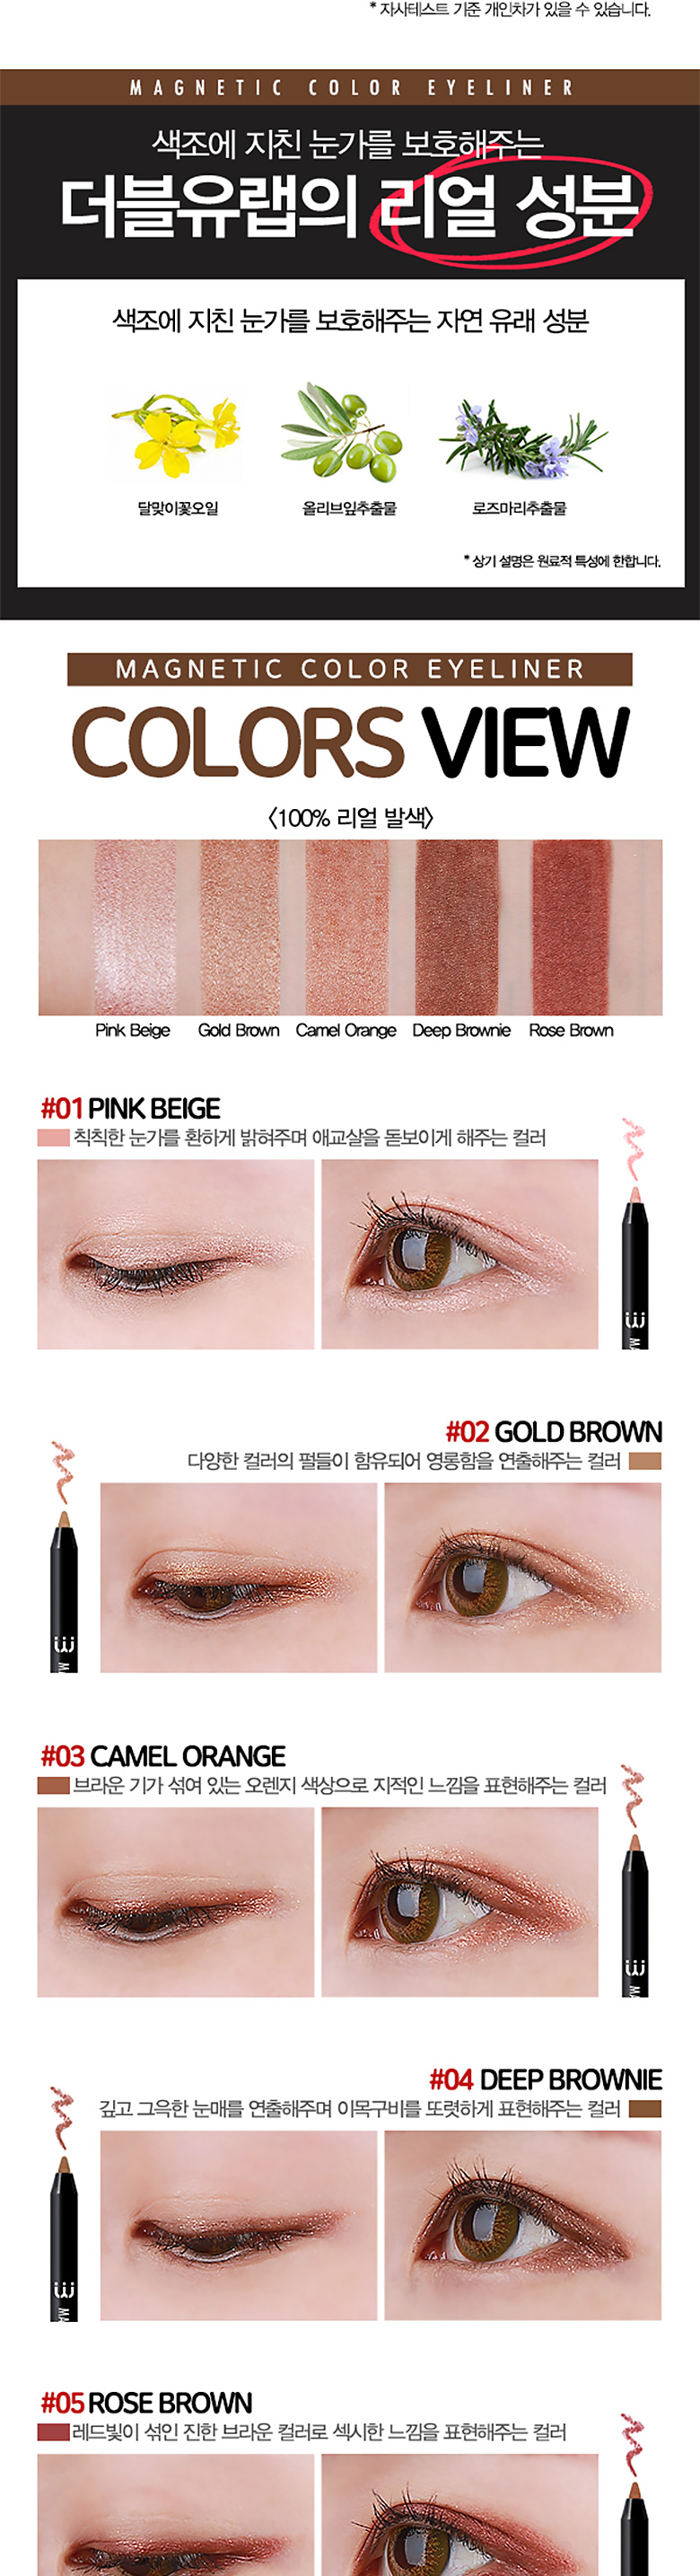 * 자사테스트 기준 개인차가 있을 수 있습니다.
MAGNETIC COLOR EYELINER
색조에 지친 눈가를 보호해주는
더블유랩의 리얼 성분
색조에 지친 눈가를 보호해주는 자연 유래 성분
달맞이꽃오일
올리브잎추출물
로즈마리추출물
* 상기 설명은 원료적 특성에 한합니다.
MAGNETIC COLOR EYELINER
COLORS VIEW
<100% 리얼 발색>
Pink Beige
Gold Brown
Camel Orange
Deep Brownie
Rose Brown
#01 PINK BEIGE
칙칙한 눈가를 환하게 밝혀주며 애교살을 돋보이게 해주는 컬러
#02 GOLD BROWN
다양한 컬러의 펄들이 함유되어 영롱함을 연출해주는 컬러
#03 CAMEL ORANGE
브라운 기가 섞여 있는 오렌지 색상으로 지적인 느낌을 표현해주는 컬러
#04 DEEP BROWNIE
깊고 그윽한 눈매를 연출해주며 이목구비를 또렷하게 표현해주는 컬러
#05 ROSE BROWN
레드빛이 섞인 진한 브라운 컬러로 섹시한 느낌을 표현해주는 컬러